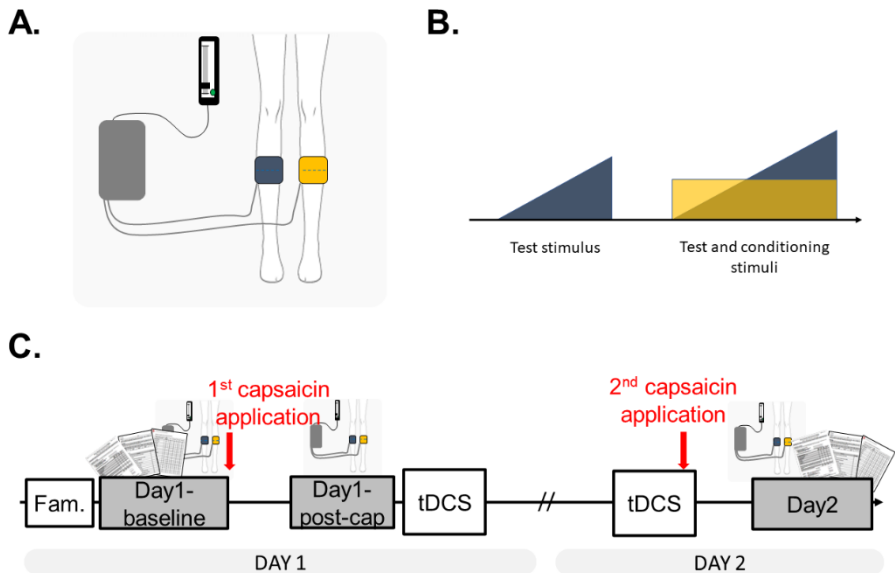 A.
B.
Test stimulus
Test and conditioning
stimuli
C.
1st capsaicin
application
2nd capsaicin
application
Fam.
Day1-
baseline
Day1-
post-cap
tDCS
//
tDCS
Day2
DAY 1
DAY 2